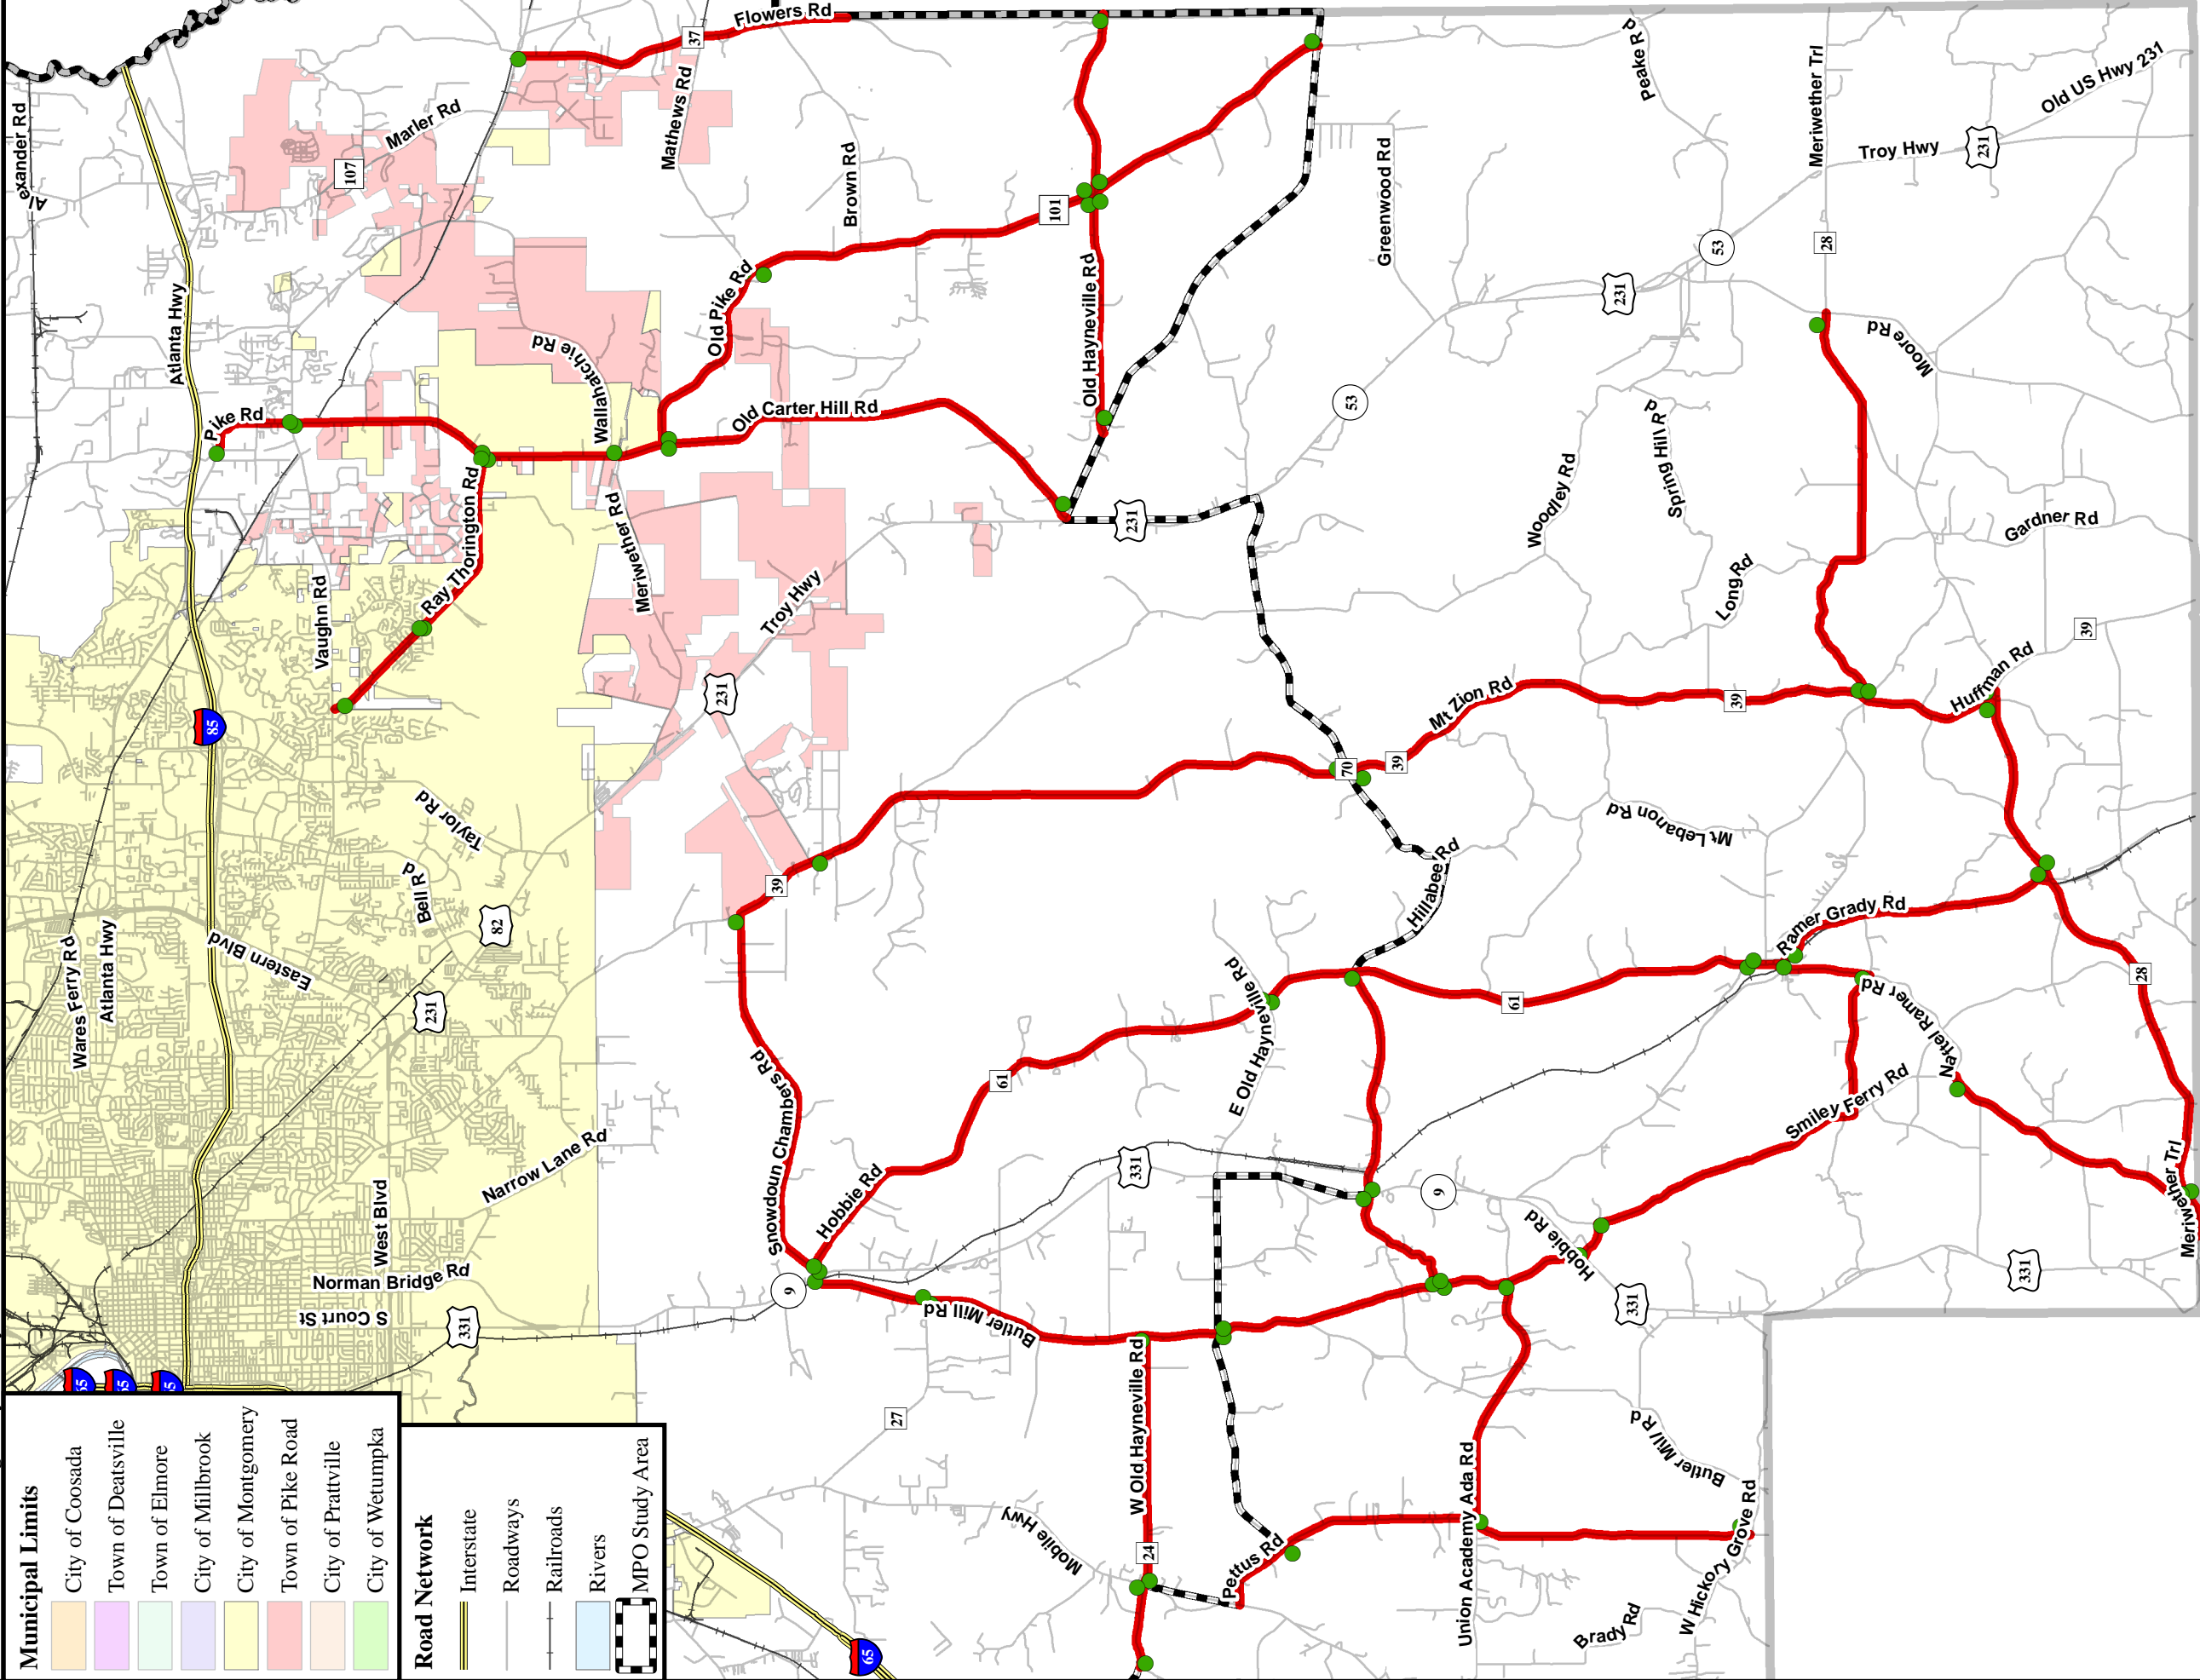 Municipal Limits
City of Coosada
Town of Deatsville
Town of Elmore
City of Millbrook
City of Montgomery
Town of Pike Road
City of Prattville
City of Wetumpka
Road Network
Interstate
Roadways
Railroads
Rivers
MPO Study Area
Alexander Rd
Atlanta Hwy
Marler Rd
107
37
Flowers Rd
Mathews Rd
Brown Rd
101
Old Pike Rd
Wallahatchie Rd
Pike Rd
Old Carter Hill Rd
Old Hayneville Rd
Greenwood Rd
Peake Rd
Meriwether Trl
Old US Hwy 231
Troy Hwy
231
28
53
231
Moore Rd
53
Spring Hill Rd
Woodley Rd
Long Rd
Gardner Rd
39
Huffman Rd
231
Vaughn Rd
Ray Thorington Rd
Meriwether Rd
Troy Hwy
231
85
Taylor Rd
Bell Rd
82
231
Eastern Blvd
Wares Ferry Rd
Atlanta Hwy
39
70
39
Mt Zion Rd
39
Mt Lebanon Rd
Hillabee Rd
Ramer Grady Rd
28
61
E Old Hayneville Rd
61
Snowdoun Chambers Rd
Hobbie Rd
Narrow Lane Rd
West Blvd
Norman Bridge Rd
S Court St
331
9
Butler Mill Rd
331
9
Naftel Ramer Rd
Smiley Ferry Rd
Hobbie Rd
331
331
Meriwether Trl
27
Mobile Hwy
W Old Hayneville Rd
24
Pettus Rd
Union Academy Ada Rd
Butler Mill Rd
W Hickory Grove Rd
Brady Rd
65